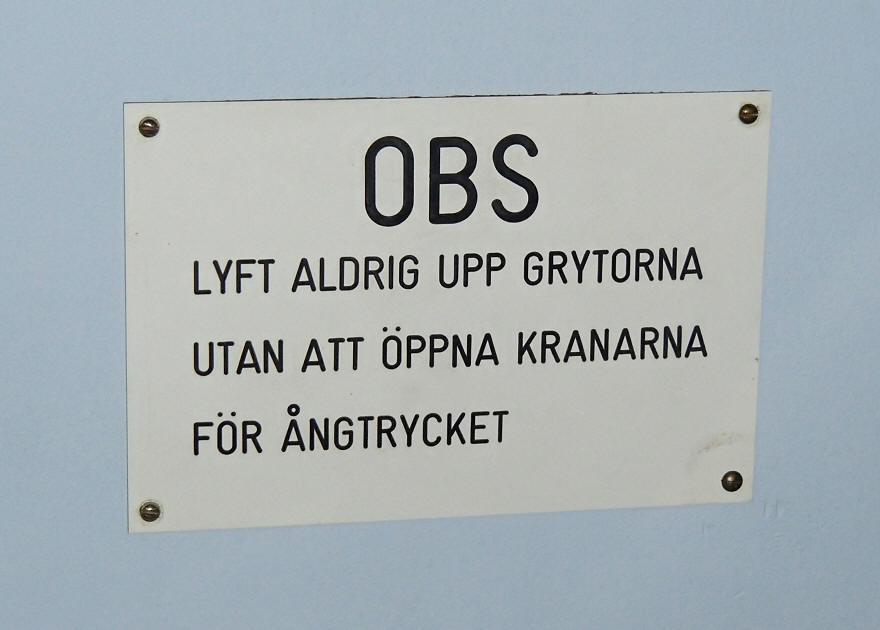 OBS
LYFT ALDRIG UPP GRYTORNA
UTAN ATT ÖPPNA KRANARNA
FÖR ÅNGTRYCKET